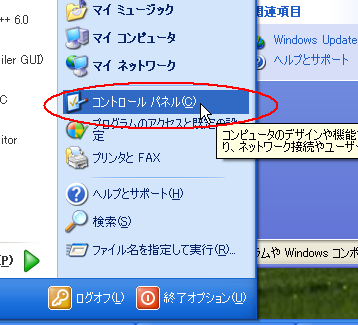 ++ 6.0
iler GUI)
C
itor
(P)
マイ ミュージック
マイ コンピュータ
マイ ネットワーク
コントロール パネル(C)
プログラムのアクセスと既定の設
定
プリンタと FAX
ヘルプとサポート(H)
検索(S)
ファイル名を指定して実行(R)...
ログオフ(L)
終了オプション(U)
関連項目
Windows Update
ヘルプとサポート
コンピュータのデザインや機能
り、ネットワーク接続やユーザー
ラムや Windows コンポ